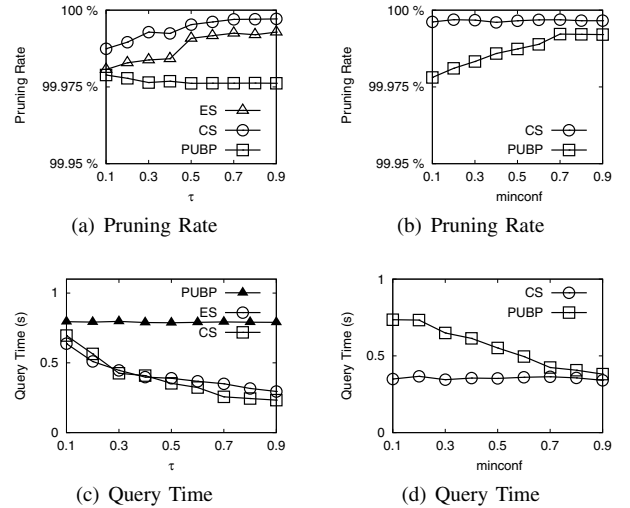 100 %
99.975 %
99.95 %
Pruning Rate
ES
CS
PUBP
0.1 0.3 0.5 0.7 0.9
τ
(a) Pruning Rate
100 %
99.975 %
99.95 %
Pruning Rate
CS
PUBP
0.1 0.3 0.5 0.7 0.9
minconf
(b) Pruning Rate
1
0.5
0
Query Time (s)
PUBP
ES
CS
0.1 0.3 0.5 0.7 0.9
τ
(c) Query Time
1
0.5
0
Query Time (s)
CS
PUBP
0.1 0.3 0.5 0.7 0.9
minconf
(d) Query Time